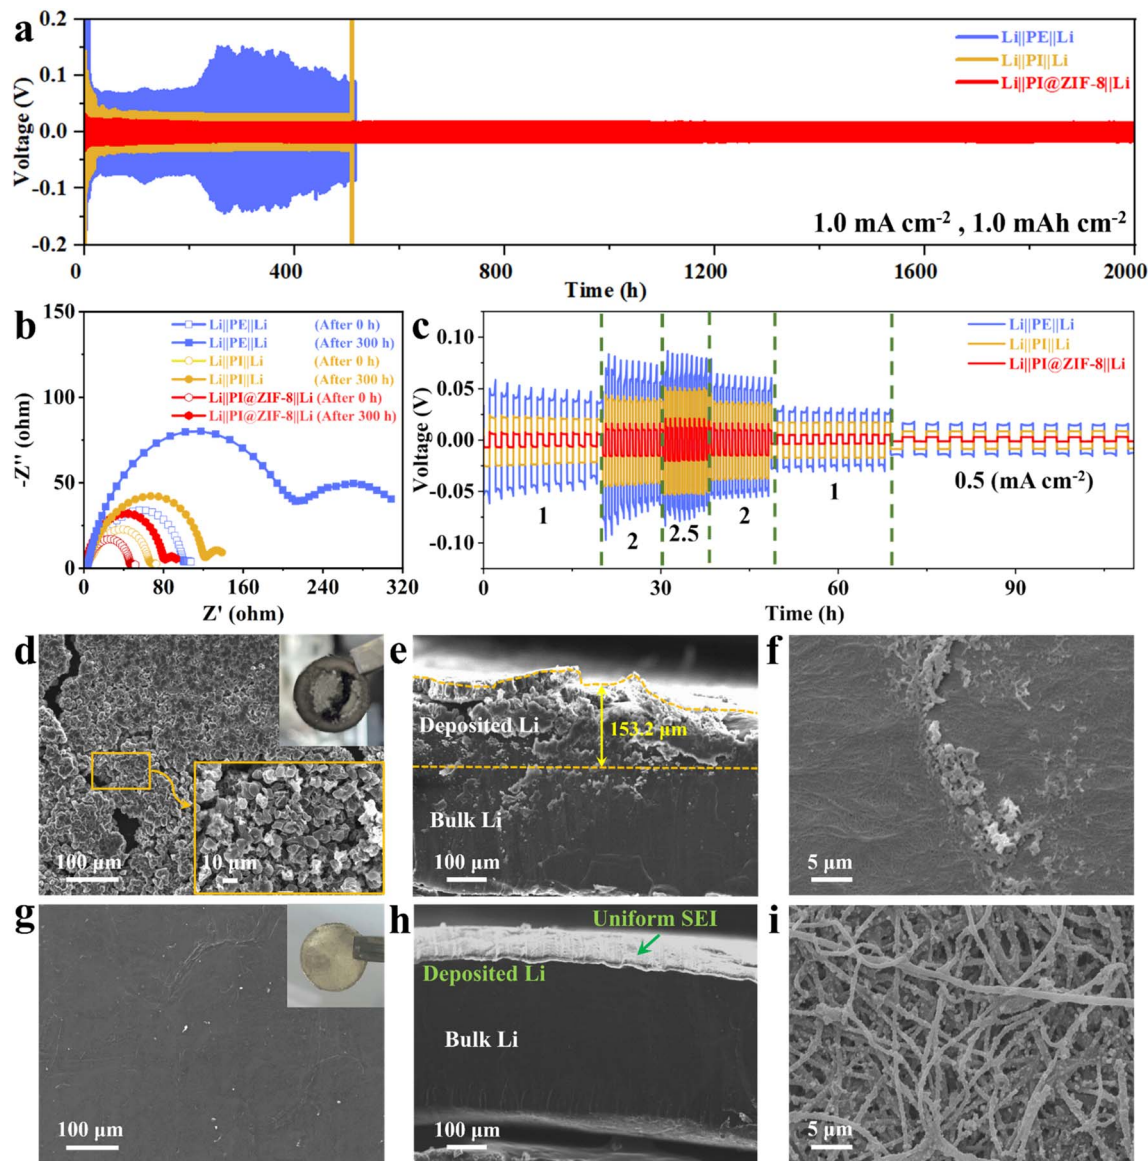 a
0.2
0.1
0.0
-0.1
-0.2
Voltage (V)
Li||PE||Li
Li||PI||Li
Li||PI@ZIF-8||Li
1.0 mA cm⁻² , 1.0 mAh cm⁻²
0 400 800 1200 1600 2000
Time (h)
b
150
100
50
0
-Z'' (ohm)
Li||PE||Li (After 0 h)
Li||PE||Li (After 300 h)
Li||PI||Li (After 0 h)
Li||PI||Li (After 300 h)
Li||PI@ZIF-8||Li (After 0 h)
Li||PI@ZIF-8||Li (After 300 h)
0 80 160 240 320
Z' (ohm)
c
0.10
0.05
0.00
-0.05
-0.10
Voltage (V)
Li||PE||Li
Li||PI||Li
Li||PI@ZIF-8||Li
1
2
2.5
2
1
0.5 (mA cm⁻²)
0 30 60 90
Time (h)
d
100 μm
10 μm
e
Deposited Li
153.2 μm
Bulk Li
100 μm
f
5 μm
g
100 μm
h
Uniform SEI
Deposited Li
Bulk Li
100 μm
i
5 μm